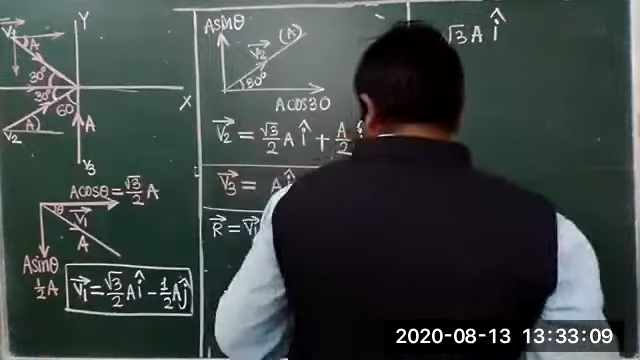 V₁
A
30°
30°
60
(A)
V₂
A
Y
X
V₃
Acosθ = √3/2 A
θ
V₁
A
Asinθ
1/2 A
V₁ = √3/2 A î - 1/2 A ĵ
Asinθ
(A)
V₂
30°
Acos30
V₂ = √3/2 A î + A/2
V₃ = A
R = V₁
√3 A î
2020-08-13 13:33:09